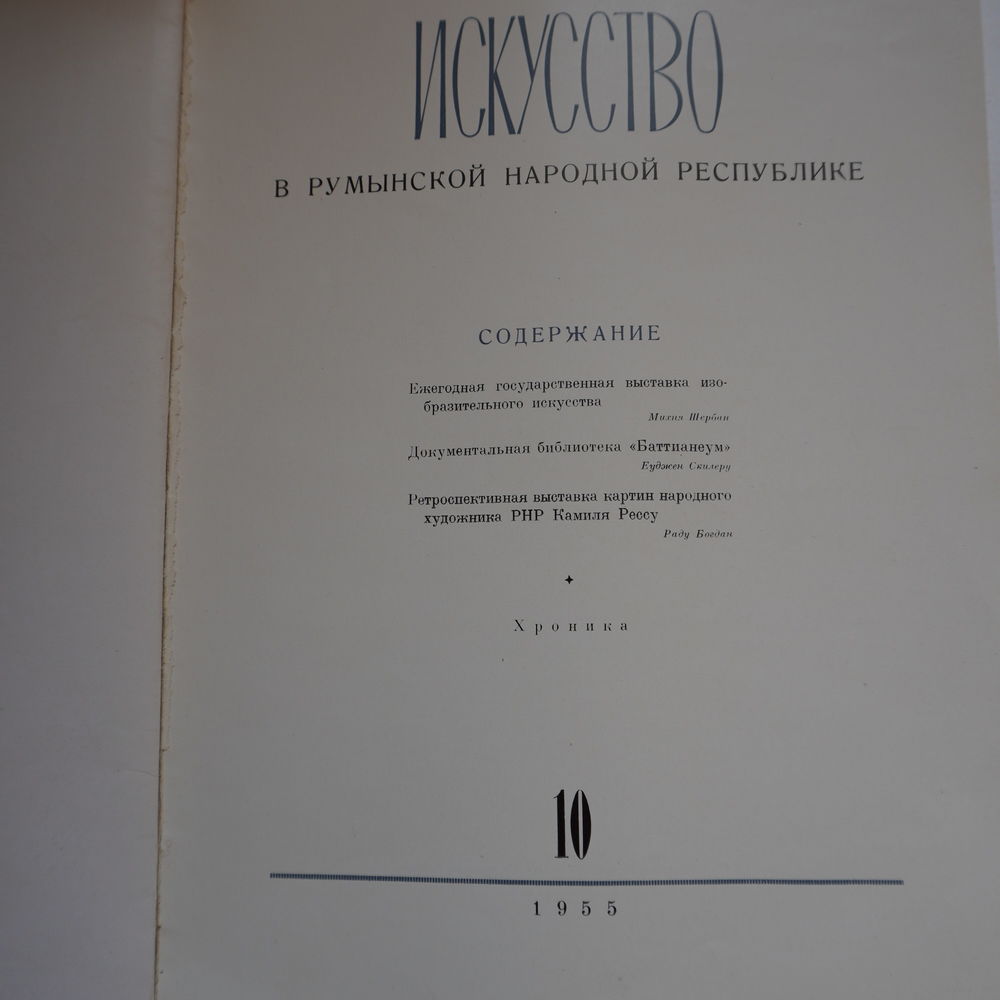 ИСКУССТВО
В РУМЫНСКОЙ НАРОДНОЙ РЕСПУБЛИКЕ
СОДЕРЖАНИЕ
Ежегодная государственная выставка изо-
бразительного искусства
Михня Шербан
Документальная библиотека «Баттианеум»
Еуджен Скилеру
Ретроспективная выставка картин народного
художника РНР Камиля Рессу
Раду Богдан
Хроника
10
1955